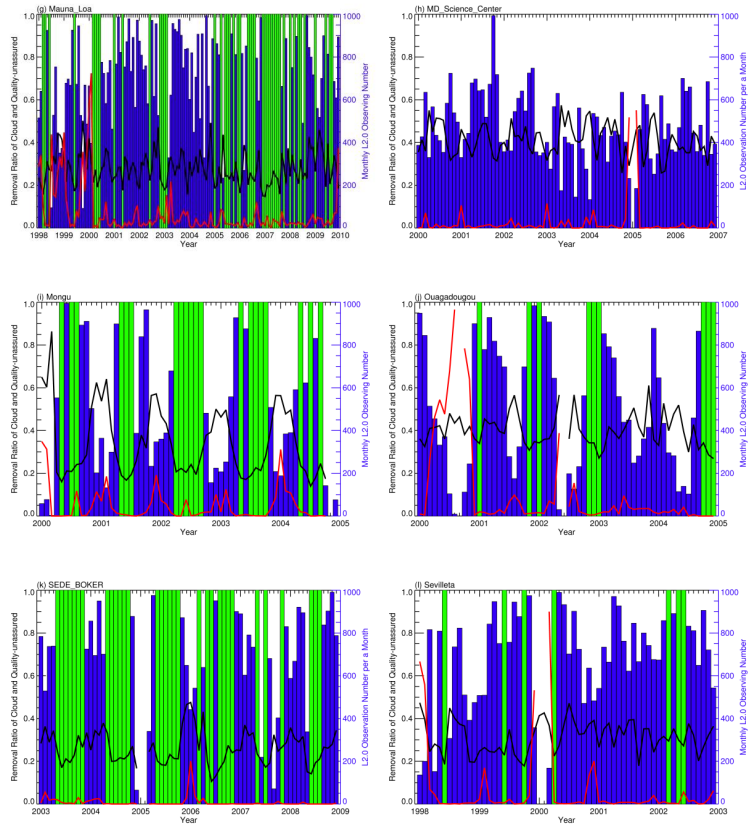 (g) Mauna_Loa
Removal Ratio of Cloud and Quality-unassured
1.0
0.8
0.6
0.4
0.2
0.0
1998 1999 2000 2001 2002 2003 2004 2005 2006 2007 2008 2009 2010
Year
1000
800
600
400
200
0
Monthly L2.0 Observing Number
(h) MD_Science_Center
Removal Ratio of Cloud and Quality-unassured
1.0
0.8
0.6
0.4
0.2
0.0
2000 2001 2002 2003 2004 2005 2006 2007
Year
1000
800
600
400
200
0
L2.0 Observation Number per a Month
(i) Mongu
Removal Ratio of Cloud and Quality-unassured
1.0
0.8
0.6
0.4
0.2
0.0
2000 2001 2002 2003 2004 2005
Year
1000
800
600
400
200
0
Monthly L2.0 Observing Number
(j) Ouagadougou
Removal Ratio of Cloud and Quality-unassured
1.0
0.8
0.6
0.4
0.2
0.0
2000 2001 2002 2003 2004 2005
Year
1000
800
600
400
200
0
Monthly L2.0 Observing Number
(k) SEDE_BOKER
Removal Ratio of Cloud and Quality-unassured
1.0
0.8
0.6
0.4
0.2
0.0
2003 2004 2005 2006 2007 2008 2009
Year
1000
800
600
400
200
0
L2.0 Observation Number per a Month
(l) Sevilleta
Removal Ratio of Cloud and Quality-unassured
1.0
0.8
0.6
0.4
0.2
0.0
1998 1999 2000 2001 2002 2003
Year
1000
800
600
400
200
0
Monthly L2.0 Observing Number